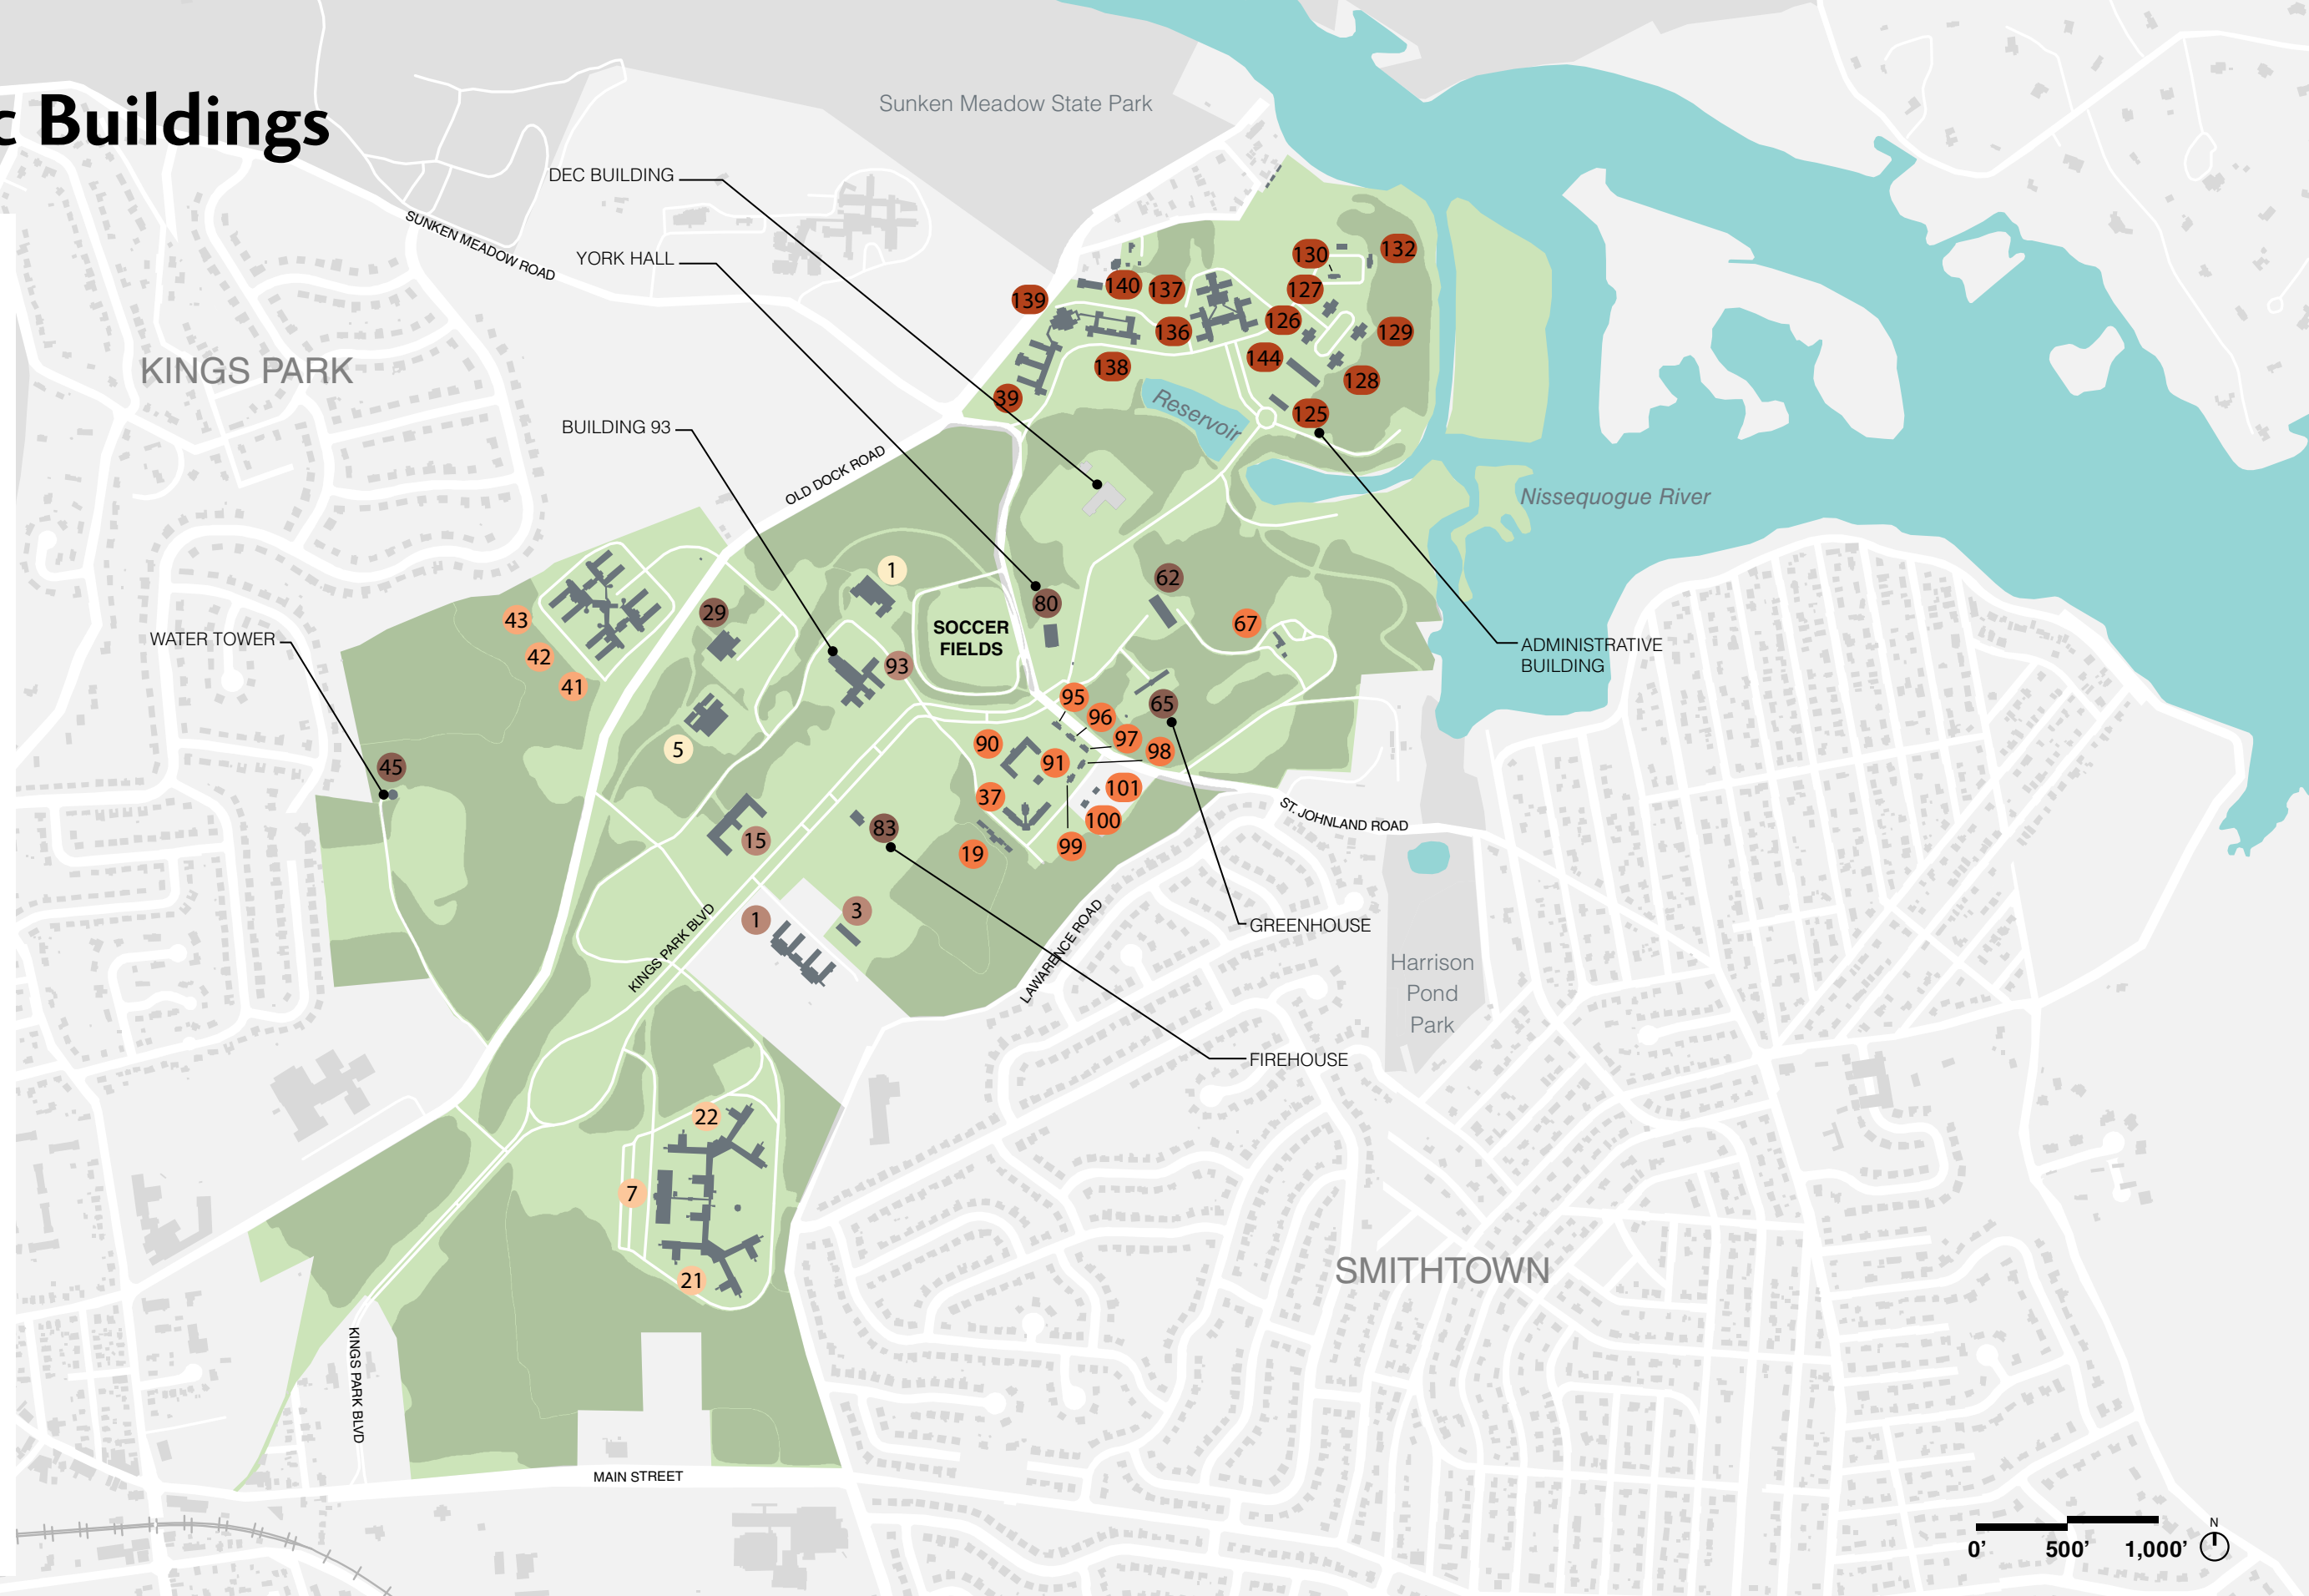 c Buildings
Sunken Meadow State Park
DEC BUILDING
YORK HALL
SUNKEN MEADOW ROAD
130
132
139
140
137
127
136
126
129
144
138
128
39
125
KINGS PARK
Reservoir
BUILDING 93
OLD DOCK ROAD
Nissequogue River
1
62
80
43
29
67
WATER TOWER
SOCCER
FIELDS
ADMINISTRATIVE
BUILDING
42
93
41
95
65
96
5
90
97
98
91
45
101
37
100
ST. JOHNLAND ROAD
83
15
99
19
3
1
KINGS PARK BLVD
LAWARENCE ROAD
GREENHOUSE
Harrison
Pond
Park
FIREHOUSE
22
7
21
SMITHTOWN
KINGS PARK BLVD
MAIN STREET
N
0'
500'
1,000'